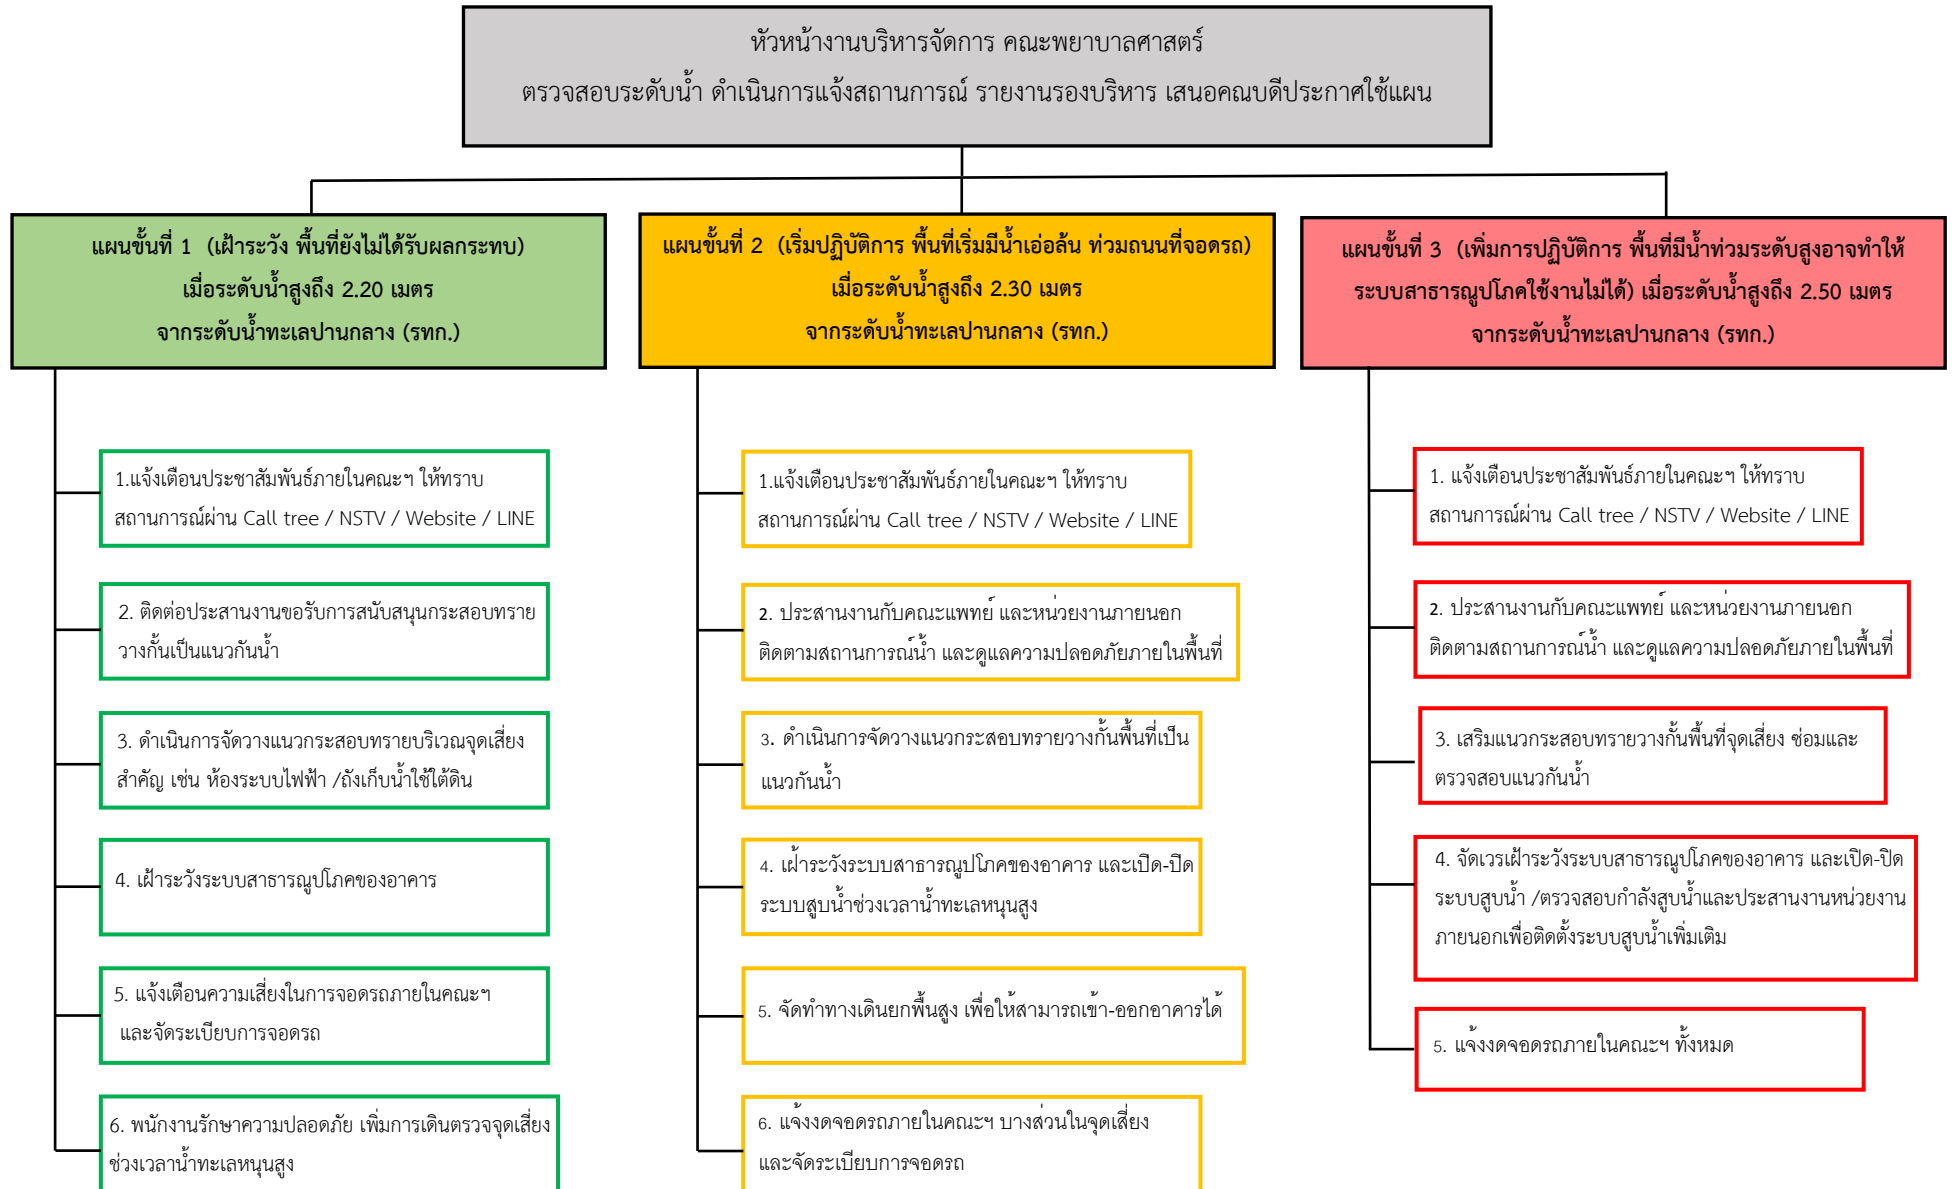 หัวหน้างานบริหารจัดการ คณะพยาบาลศาสตร์
ตรวจสอบระดับน้ำ ดำเนินการแจ้งสถานการณ์ รายงานรองบริหาร เสนอคณบดีประกาศใช้แผน
แผนขั้นที่ 1 (เฝ้าระวัง พื้นที่ยังไม่ได้รับผลกระทบ)
เมื่อระดับน้ำสูงถึง 2.20 เมตร
จากระดับน้ำทะเลปานกลาง (รทก.)
1.แจ้งเตือนประชาสัมพันธ์ภายในคณะฯ ให้ทราบ
สถานการณ์ผ่าน Call tree / NSTV / Website / LINE
2. ติดต่อประสานงานขอรับการสนับสนุนกระสอบทราย
วางกั้นเป็นแนวกันน้ำ
3. ดำเนินการจัดวางแนวกระสอบทรายบริเวณจุดเสี่ยง
สำคัญ เช่น ห้องระบบไฟฟ้า /ถังเก็บน้ำใช้ใต้ดิน
4. เฝ้าระวังระบบสาธารณูปโภคของอาคาร
5. แจ้งเตือนความเสี่ยงในการจอดรถภายในคณะฯ
และจัดระเบียบการจอดรถ
6. พนักงานรักษาความปลอดภัย เพิ่มการเดินตรวจจุดเสี่ยง
ช่วงเวลาน้ำทะเลหนุนสูง
แผนขั้นที่ 2 (เริ่มปฏิบัติการ พื้นที่เริ่มมีน้ำเอ่อล้น ท่วมถนนที่จอดรถ)
เมื่อระดับน้ำสูงถึง 2.30 เมตร
จากระดับน้ำทะเลปานกลาง (รทก.)
1.แจ้งเตือนประชาสัมพันธ์ภายในคณะฯ ให้ทราบ
สถานการณ์ผ่าน Call tree / NSTV / Website / LINE
2. ประสานงานกับคณะแพทย์ และหน่วยงานภายนอก
ติดตามสถานการณ์น้ำ และดูแลความปลอดภัยภายในพื้นที่
3. ดำเนินการจัดวางแนวกระสอบทรายวางกั้นพื้นที่เป็น
แนวกันน้ำ
4. เฝ้าระวังระบบสาธารณูปโภคของอาคาร และเปิด-ปิด
ระบบสูบน้ำช่วงเวลาน้ำทะเลหนุนสูง
5. จัดทำทางเดินยกพื้นสูง เพื่อให้สามารถเข้า-ออกอาคารได้
6. แจ้งงดจอดรถภายในคณะฯ บางส่วนในจุดเสี่ยง
และจัดระเบียบการจอดรถ
แผนขั้นที่ 3 (เพิ่มการปฏิบัติการ พื้นที่มีน้ำท่วมระดับสูงอาจทำให้
ระบบสาธารณูปโภคใช้งานไม่ได้) เมื่อระดับน้ำสูงถึง 2.50 เมตร
จากระดับน้ำทะเลปานกลาง (รทก.)
1. แจ้งเตือนประชาสัมพันธ์ภายในคณะฯ ให้ทราบ
สถานการณ์ผ่าน Call tree / NSTV / Website / LINE
2. ประสานงานกับคณะแพทย์ และหน่วยงานภายนอก
ติดตามสถานการณ์น้ำ และดูแลความปลอดภัยภายในพื้นที่
3. เสริมแนวกระสอบทรายวางกั้นพื้นที่จุดเสี่ยง ซ่อมและ
ตรวจสอบแนวกันน้ำ
4. จัดเวรเฝ้าระวังระบบสาธารณูปโภคของอาคาร และเปิด-ปิด
ระบบสูบน้ำ /ตรวจสอบกำลังสูบน้ำและประสานงานหน่วยงาน
ภายนอกเพื่อติดตั้งระบบสูบน้ำเพิ่มเติม
5. แจ้งงดจอดรถภายในคณะฯ ทั้งหมด